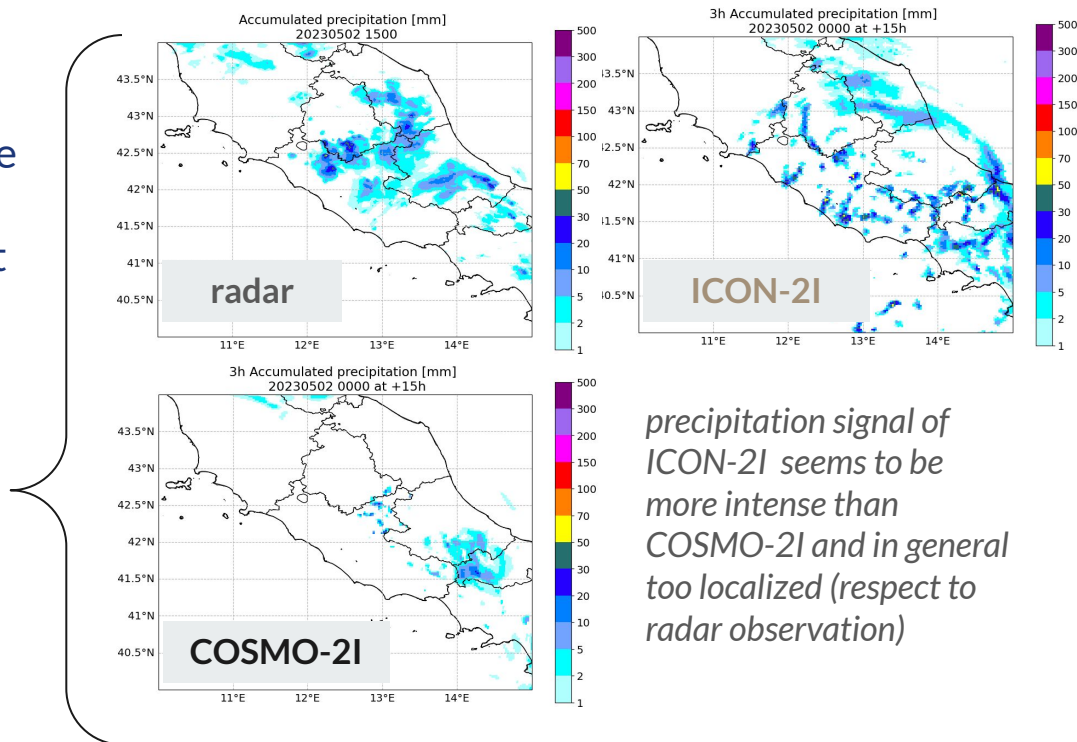 e
t
Accumulated precipitation [mm]
20230502 1500
43.5°N
43°N
42.5°N
42°N
41.5°N
41°N
40.5°N
11°E 12°E 13°E 14°E
500
300
200
150
100
70
50
30
20
10
5
2
1
radar
3h Accumulated precipitation [mm]
20230502 0000 at +15h
3.5°N
43°N
2.5°N
42°N
1.5°N
41°N
10.5°N
11°E 12°E 13°E 14°E
500
300
200
150
100
70
50
30
20
10
5
2
1
ICON-2I
3h Accumulated precipitation [mm]
20230502 0000 at +15h
43.5°N
43°N
42.5°N
42°N
41.5°N
41°N
40.5°N
11°E 12°E 13°E 14°E
500
300
200
150
100
70
50
30
20
10
5
2
1
COSMO-2I
precipitation signal of
ICON-2I seems to be
more intense than
COSMO-2I and in general
too localized (respect to
radar observation)